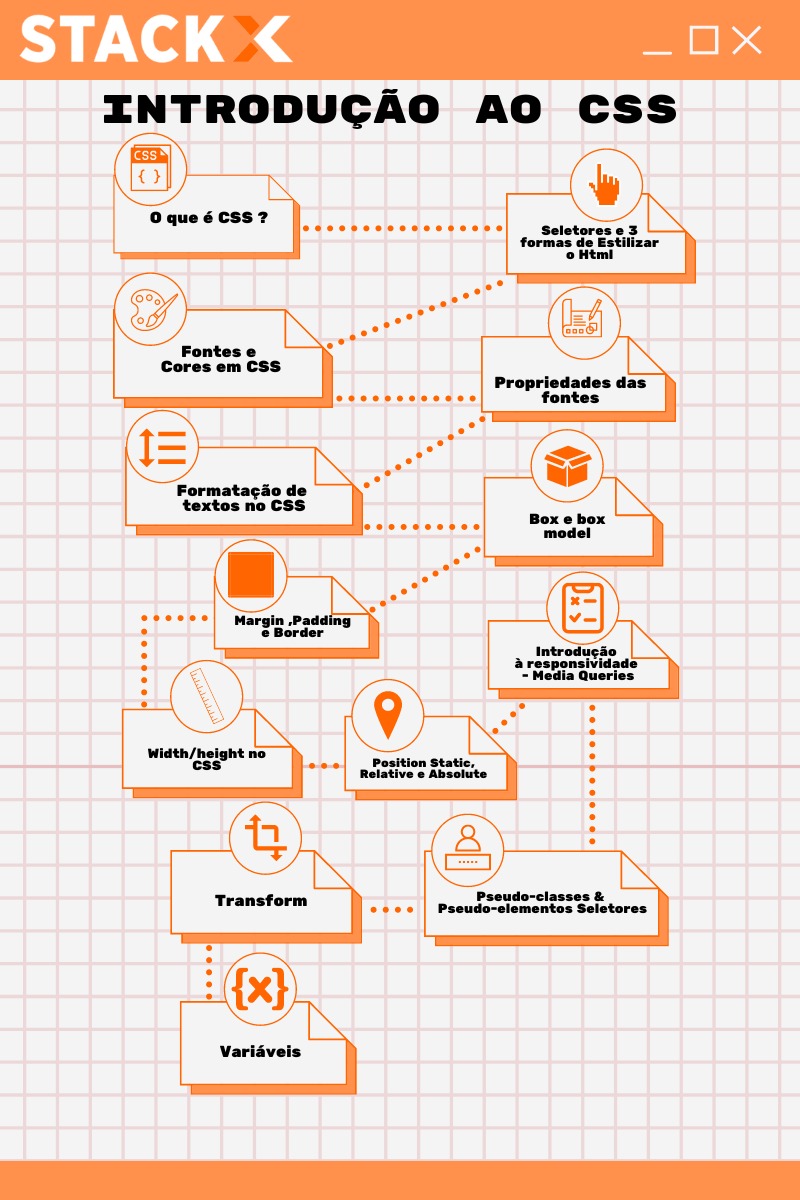 STACK X
INTRODUÇÃO AO CSS
CSS
{ }
O que é CSS ?
Seletores e 3
formas de Estilizar
o Html
Fontes e
Cores em CSS
Propriedades das
fontes
Formatação de
textos no CSS
Box e box
model
Margin ,Padding
e Border
Introdução
à responsividade
- Media Queries
Width/height no
CSS
Position Static,
Relative e Absolute
Pseudo-classes &
Pseudo-elementos Seletores
Transform
{x}
Variáveis